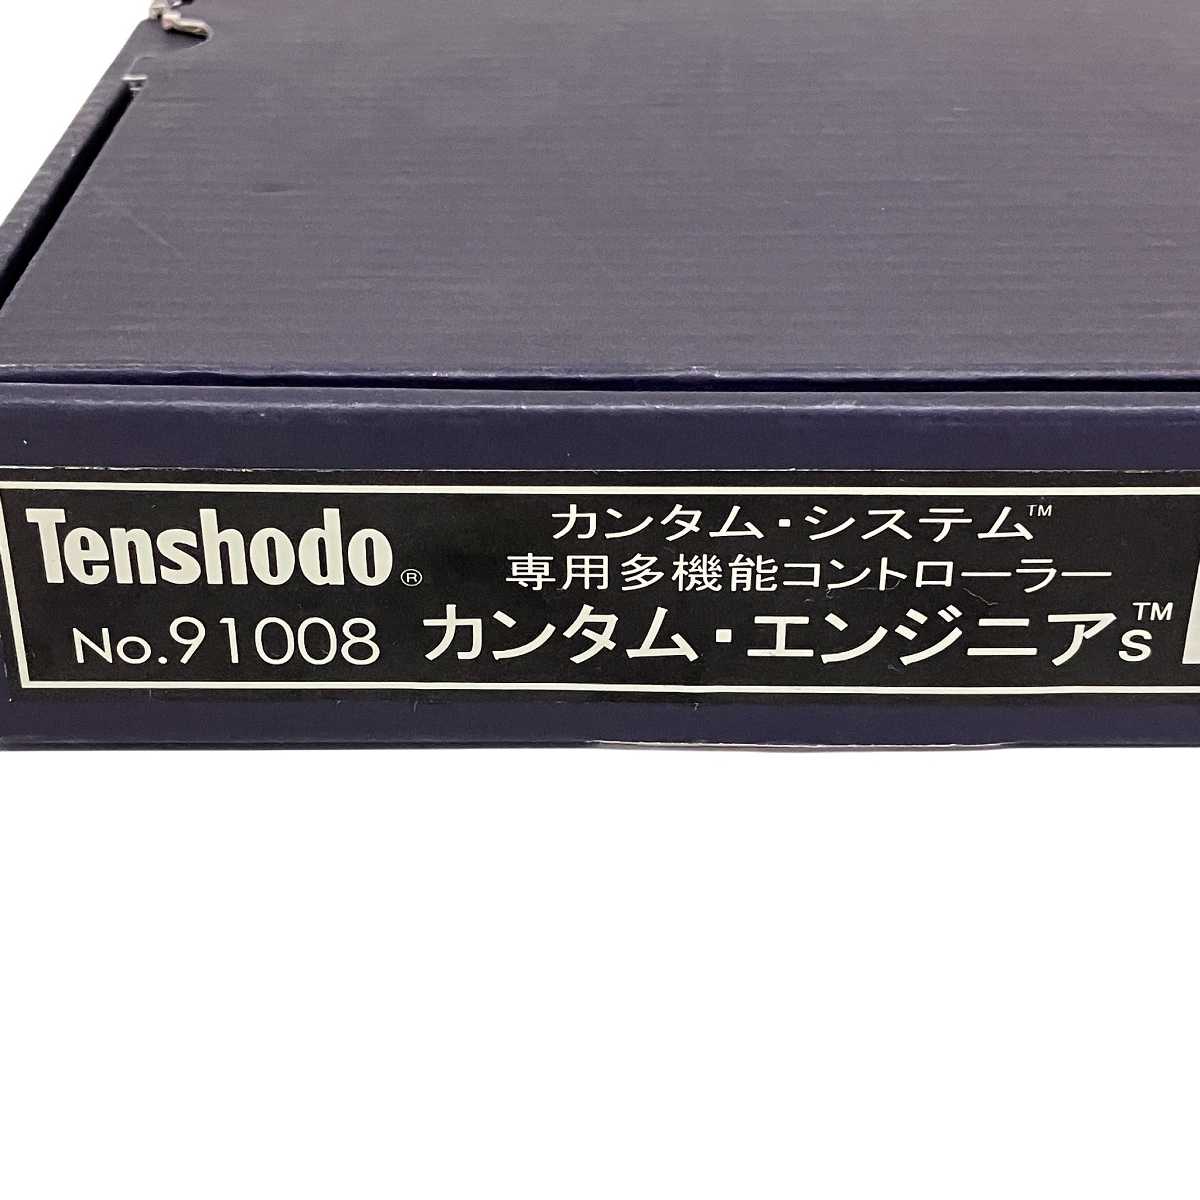 Tenshodo®
カンタム・システム™
専用多機能コントローラー
No.91008 カンタム・エンジニアs™